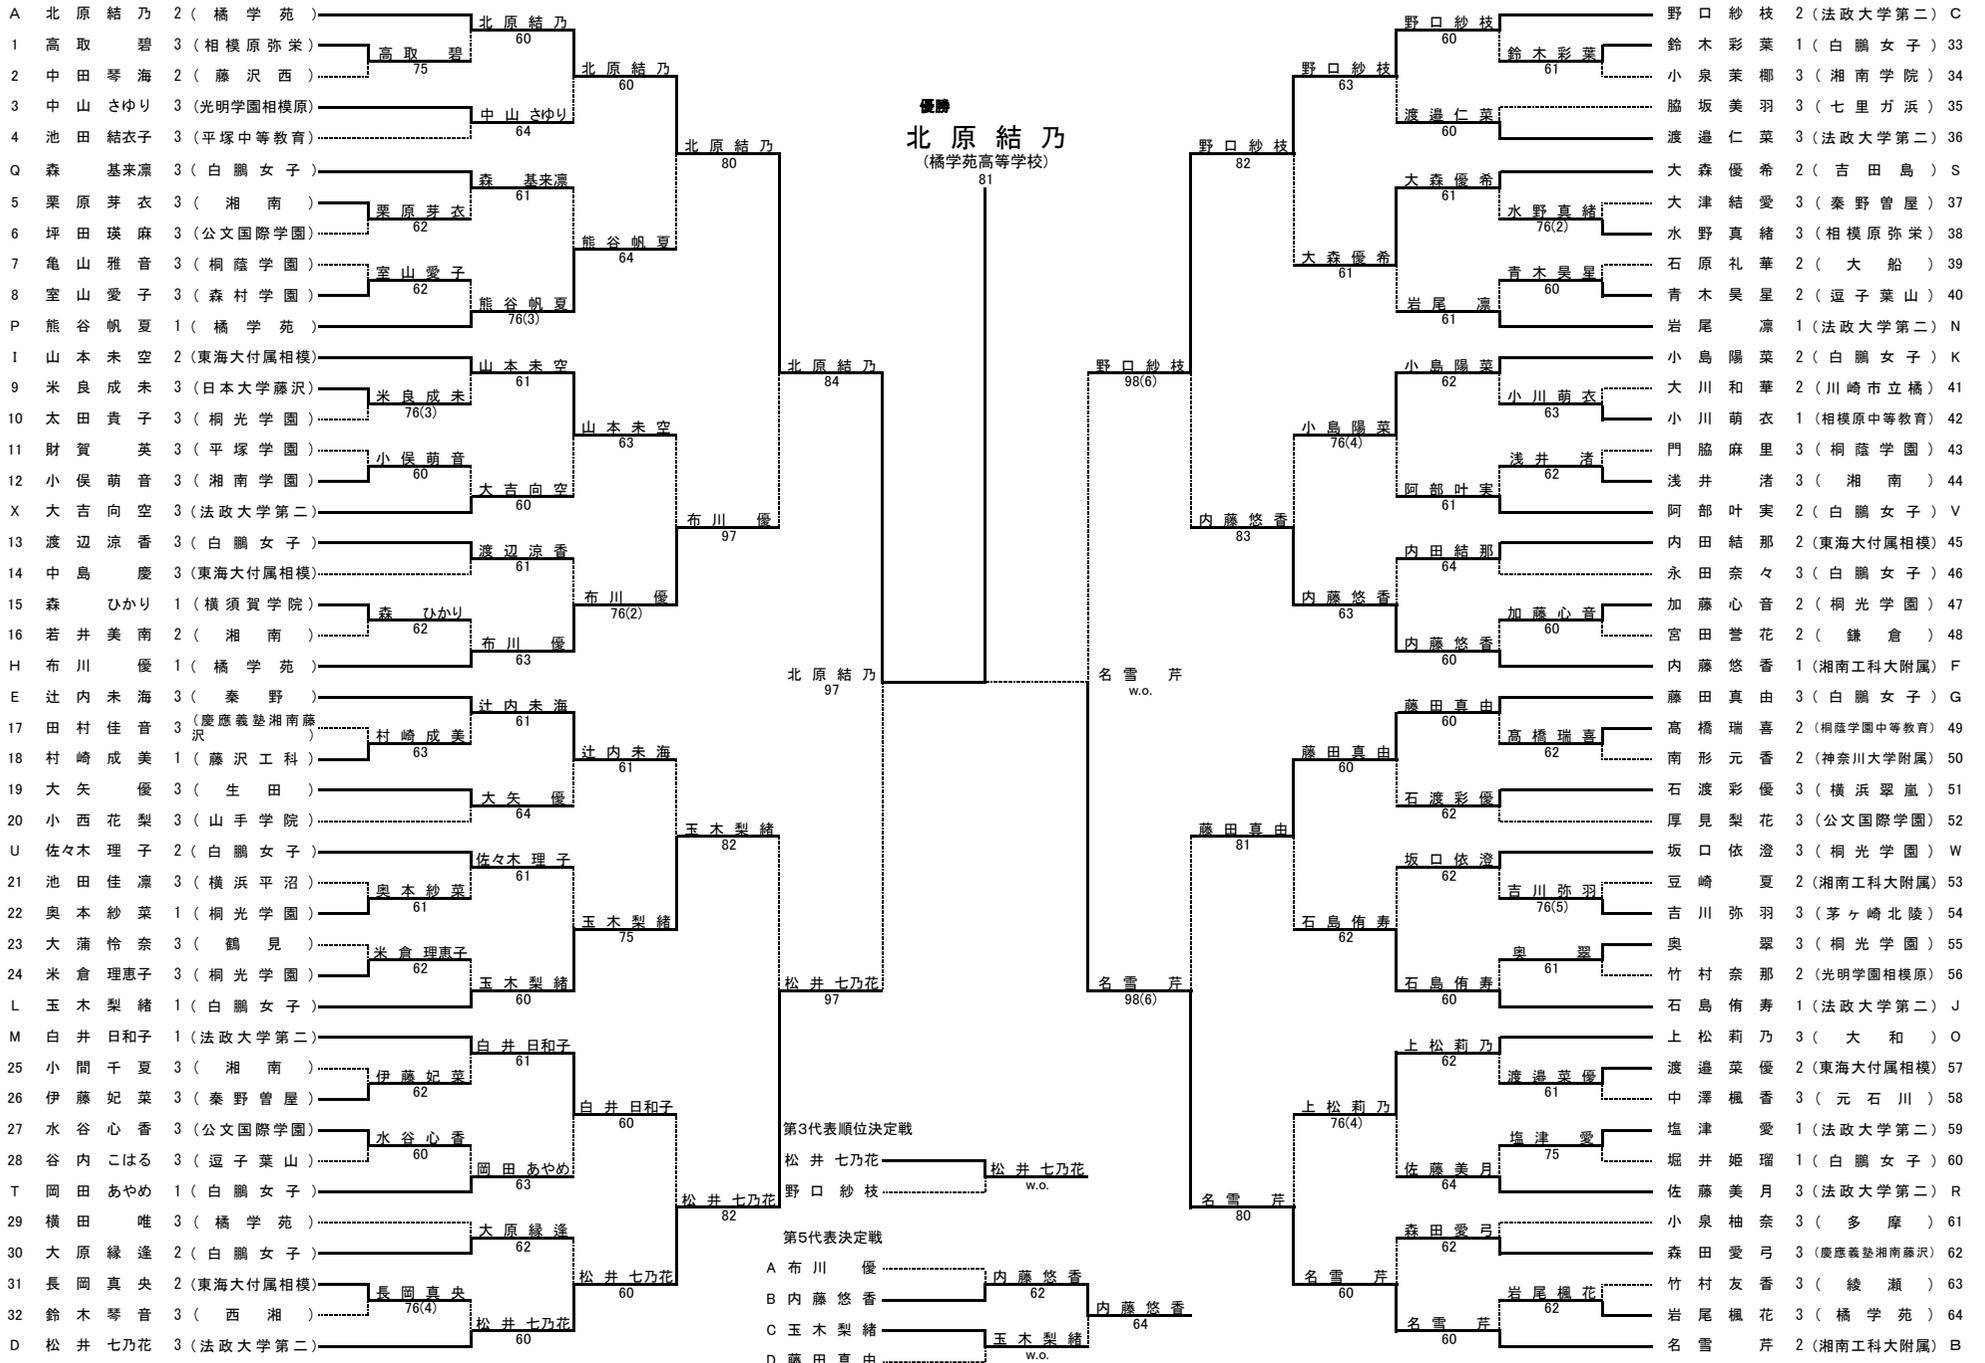 A 北 原 結 乃 2 ( 橘 学 苑 )
1 高 取 碧 3 ( 相 模 原 弥 栄 )
2 中 田 琴 海 2 ( 藤 沢 西 )
3 中 山 さゆり 3 (光明学園相模原)
4 池 田 結衣子 3 (平塚中等教育)
Q 森 基来凛 3 ( 白 鵬 女 子 )
5 栗 原 芽 衣 3 ( 湘 南 )
6 坪 田 瑛 麻 3 (公文国際学園)
7 亀 山 雅 音 3 ( 桐 蔭 学 園 )
8 室 山 愛 子 3 ( 森 村 学 園 )
P 熊 谷 帆 夏 1 ( 橘 学 苑 )
I 山 本 未 空 2 (東海大付属相模)
9 米 良 成 未 3 (日本大学藤沢)
10 太 田 貴 子 3 ( 桐 光 学 園 )
11 財 賀 英 3 ( 平 塚 学 園 )
12 小 俣 萌 音 3 ( 湘 南 学 園 )
X 大 吉 向 空 3 (法政大学第二)
13 渡 辺 涼 香 3 ( 白 鵬 女 子 )
14 中 島 慶 3 (東海大付属相模)
15 森 ひかり 1 ( 横 須 賀 学 院 )
16 若 井 美 南 2 ( 湘 南 )
H 布 川 優 1 ( 橘 学 苑 )
E 辻 内 未 海 3 ( 秦 野 )
17 田 村 佳 音 3 (慶應義塾湘南藤沢)
18 村 崎 成 美 1 ( 藤 沢 工 科 )
19 大 矢 優 3 ( 生 田 )
20 小 西 花 梨 3 ( 山 手 学 院 )
U 佐々木 理 子 2 ( 白 鵬 女 子 )
21 池 田 佳 凛 3 ( 横 浜 平 沼 )
22 奥 本 紗 菜 1 ( 桐 光 学 園 )
23 大 蒲 怜 奈 3 ( 鶴 見 )
24 米 倉 理恵子 3 ( 桐 光 学 園 )
L 玉 木 梨 緒 1 ( 白 鵬 女 子 )
M 白 井 日和子 1 (法政大学第二)
25 小 間 千 夏 3 ( 湘 南 )
26 伊 藤 妃 菜 3 ( 秦 野 曽 屋 )
27 水 谷 心 香 3 (公文国際学園)
28 谷 内 こはる 3 ( 逗 子 葉 山 )
T 岡 田 あやめ 1 ( 白 鵬 女 子 )
29 横 田 唯 3 ( 橘 学 苑 )
30 大 原 縁 逢 2 ( 白 鵬 女 子 )
31 長 岡 真 央 2 (東海大付属相模)
32 鈴 木 琴 音 3 ( 西 湘 )
D 松 井 七乃花 3 (法政大学第二)
高 取 碧
75
栗 原 芽 衣
62
室 山 愛 子
62
米 良 成 未
76(3)
小 俣 萌 音
60
森 ひかり
62
村 崎 成 美
63
奥 本 紗 菜
61
米 倉 理恵子
62
伊 藤 妃 菜
62
水 谷 心 香
60
長 岡 真 央
76(4)
北 原 結 乃
60
中 山 さゆり
64
森 基来凛
61
熊 谷 帆 夏
76(3)
山 本 未 空
61
大 吉 向 空
60
渡 辺 涼 香
61
布 川 優
63
辻 内 未 海
61
大 矢 優
64
佐々木 理 子
61
玉 木 梨 緒
60
白 井 日和子
61
岡 田 あやめ
63
大 原 縁 逢
62
松 井 七乃花
60
北 原 結 乃
60
熊 谷 帆 夏
64
山 本 未 空
63
布 川 優
76(2)
辻 内 未 海
61
玉 木 梨 緒
75
白 井 日和子
60
松 井 七乃花
60
北 原 結 乃
80
布 川 優
97
玉 木 梨 緒
82
松 井 七乃花
82
北 原 結 乃
84
松 井 七乃花
97
北 原 結 乃
97
優勝
北 原 結 乃
(橘学苑高等学校)
81
名 雪 芹
w.o.
野 口 紗 枝
98(6)
名 雪 芹
98(6)
野 口 紗 枝
82
内 藤 悠 香
83
藤 田 真 由
81
名 雪 芹
80
野 口 紗 枝
63
大 森 優 希
61
小 島 陽 菜
76(4)
内 藤 悠 香
63
藤 田 真 由
60
石 島 侑 寿
62
上 松 莉 乃
76(4)
名 雪 芹
60
野 口 紗 枝
60
渡 邉 仁 菜
60
大 森 優 希
61
岩 尾 凛
61
小 島 陽 菜
62
阿 部 叶 実
61
内 田 結 那
64
内 藤 悠 香
60
藤 田 真 由
60
石 渡 彩 優
62
坂 口 依 澄
62
石 島 侑 寿
60
上 松 莉 乃
62
佐 藤 美 月
64
森 田 愛 弓
62
名 雪 芹
60
鈴 木 彩 葉
61
水 野 真 緒
76(2)
青 木 昊 星
60
小 川 萌 衣
63
浅 井 渚
62
加 藤 心 音
60
髙 橋 瑞 喜
62
吉 川 弥 羽
76(5)
奥 翠
61
渡 邉 菜 優
61
塩 津 愛
75
岩 尾 楓 花
62
野 口 紗 枝 2 (法政大学第二) C
鈴 木 彩 葉 1 ( 白 鵬 女 子 ) 33
小 泉 茉 椰 3 ( 湘 南 学 院 ) 34
脇 坂 美 羽 3 ( 七 里 ガ 浜 ) 35
渡 邉 仁 菜 3 (法政大学第二) 36
大 森 優 希 2 ( 吉 田 島 ) S
大 津 結 愛 3 ( 秦 野 曽 屋 ) 37
水 野 真 緒 3 ( 相 模 原 弥 栄 ) 38
石 原 礼 華 2 ( 大 船 ) 39
青 木 昊 星 2 ( 逗 子 葉 山 ) 40
岩 尾 凛 1 (法政大学第二) N
小 島 陽 菜 2 ( 白 鵬 女 子 ) K
大 川 和 華 2 ( 川 崎 市 立 橘 ) 41
小 川 萌 衣 1 (相模原中等教育) 42
門 脇 麻 里 3 ( 桐 蔭 学 園 ) 43
浅 井 渚 3 ( 湘 南 ) 44
阿 部 叶 実 2 ( 白 鵬 女 子 ) V
内 田 結 那 2 (東海大付属相模) 45
永 田 奈 々 3 ( 白 鵬 女 子 ) 46
加 藤 心 音 2 ( 桐 光 学 園 ) 47
宮 田 誉 花 2 ( 鎌 倉 ) 48
内 藤 悠 香 1 (湘南工科大附属) F
藤 田 真 由 3 ( 白 鵬 女 子 ) G
髙 橋 瑞 喜 2 (桐蔭学園中等教育) 49
南 形 元 香 2 (神奈川大学附属) 50
石 渡 彩 優 3 ( 横 浜 翠 嵐 ) 51
厚 見 梨 花 3 (公文国際学園) 52
坂 口 依 澄 3 ( 桐 光 学 園 ) W
豆 崎 夏 2 (湘南工科大附属) 53
吉 川 弥 羽 3 ( 茅 ヶ 崎 北 陵 ) 54
奥 翠 3 ( 桐 光 学 園 ) 55
竹 村 奈 那 2 (光明学園相模原) 56
石 島 侑 寿 1 (法政大学第二) J
上 松 莉 乃 3 ( 大 和 ) O
渡 邉 菜 優 2 (東海大付属相模) 57
中 澤 楓 香 3 ( 元 石 川 ) 58
塩 津 愛 1 (法政大学第二) 59
堀 井 姫 瑠 1 ( 白 鵬 女 子 ) 60
佐 藤 美 月 3 (法政大学第二) R
小 泉 柚 奈 3 ( 多 摩 ) 61
森 田 愛 弓 3 (慶應義塾湘南藤沢) 62
竹 村 友 香 3 ( 綾 瀬 ) 63
岩 尾 楓 花 3 ( 橘 学 苑 ) 64
名 雪 芹 2 (湘南工科大附属) B
第3代表順位決定戦
松 井 七乃花
野 口 紗 枝
松 井 七乃花
w.o.
第5代表決定戦
A 布 川 優
B 内 藤 悠 香
C 玉 木 梨 緒
D 藤 田 真 由
内 藤 悠 香
62
玉 木 梨 緒
w.o.
内 藤 悠 香
64